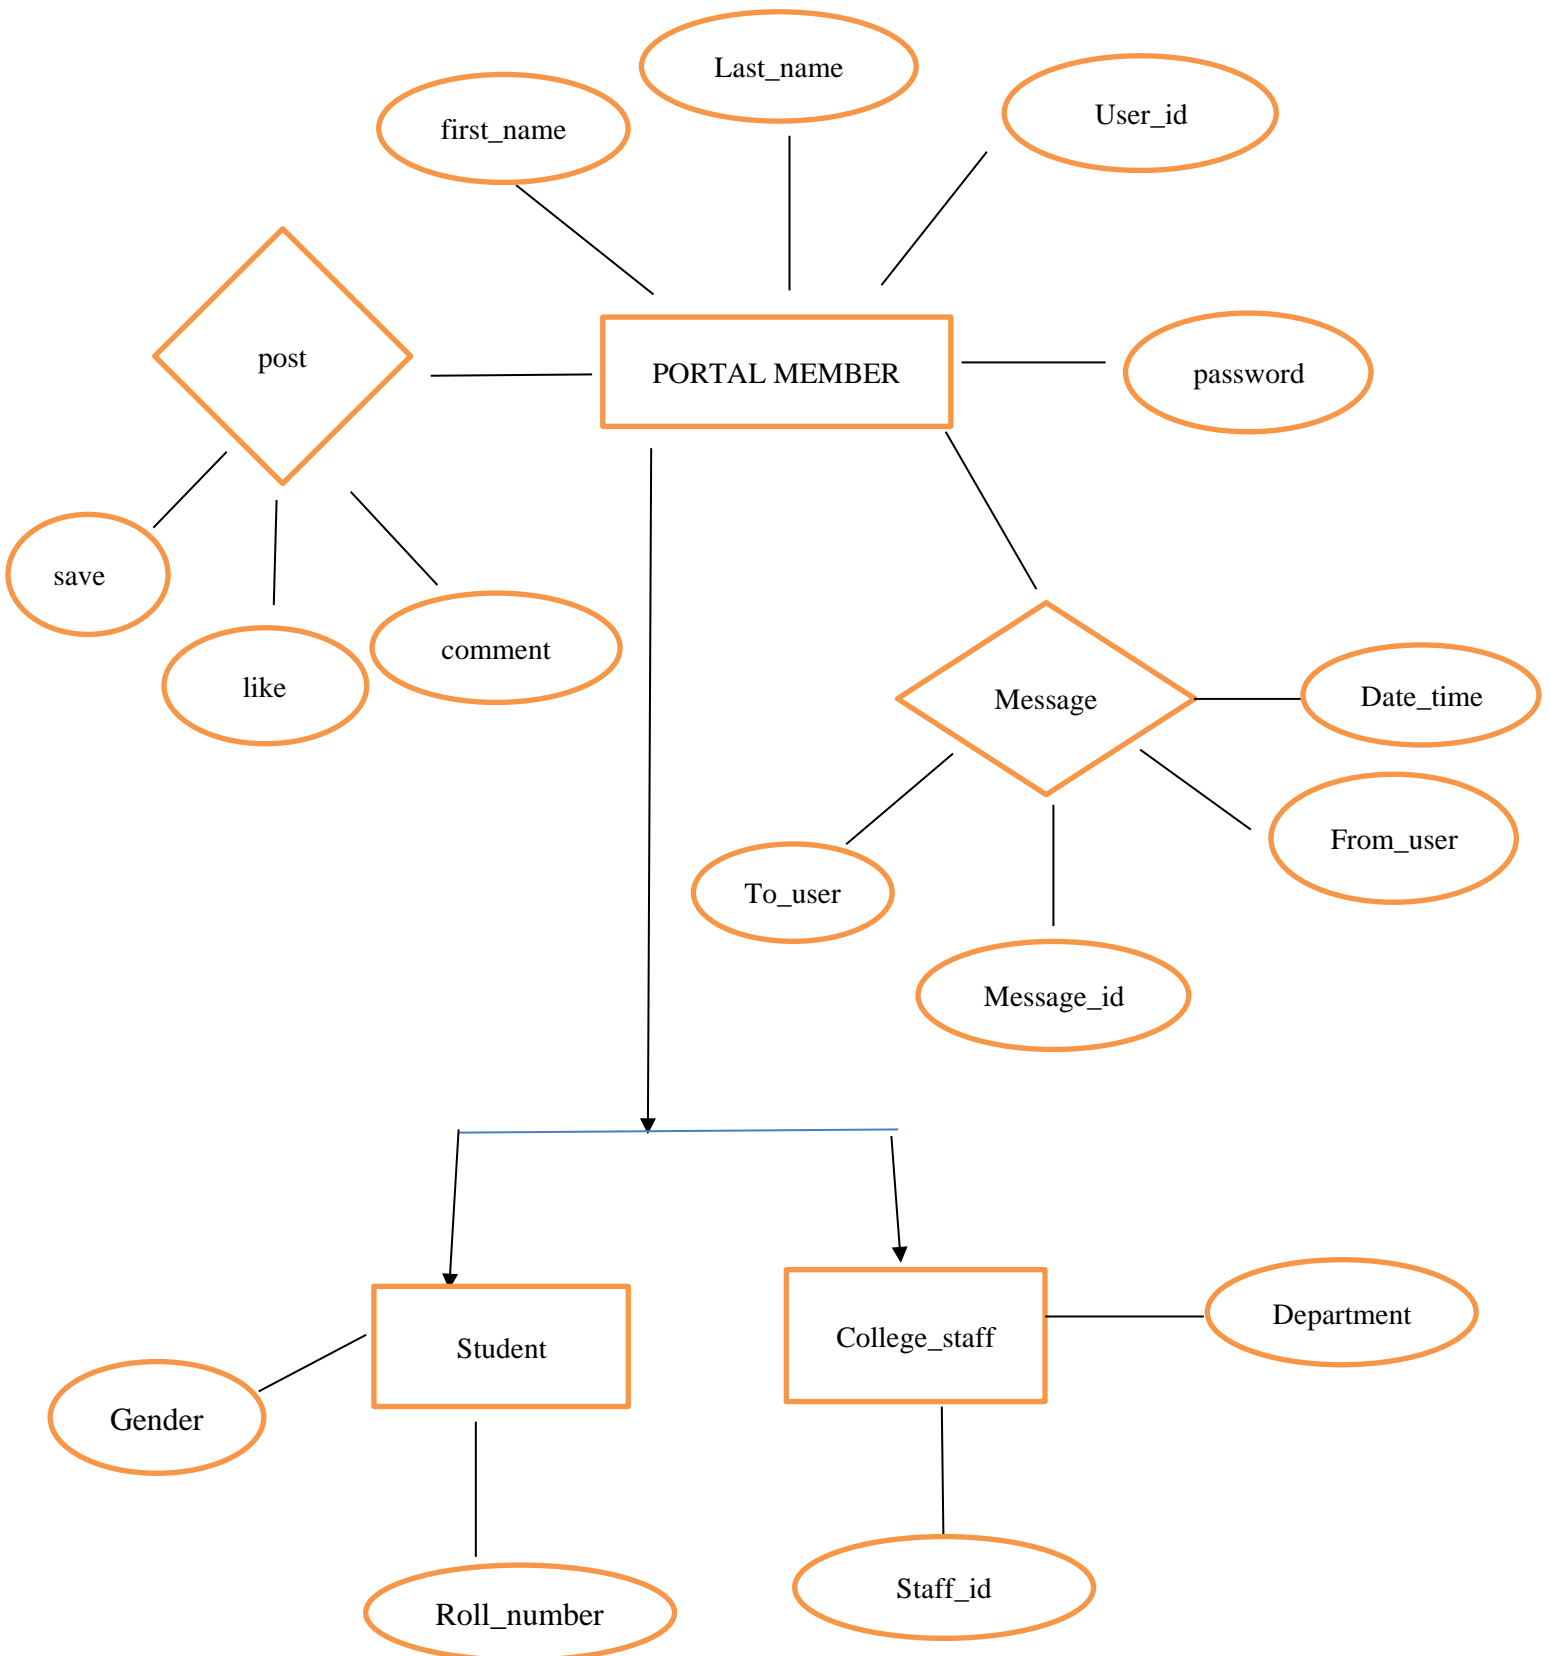 Last_name
User_id
first_name
post
PORTAL MEMBER
password
save
comment
like
Message
Date_time
From_user
To_user
Message_id
Student
College_staff
Department
Gender
Staff_id
Roll_number